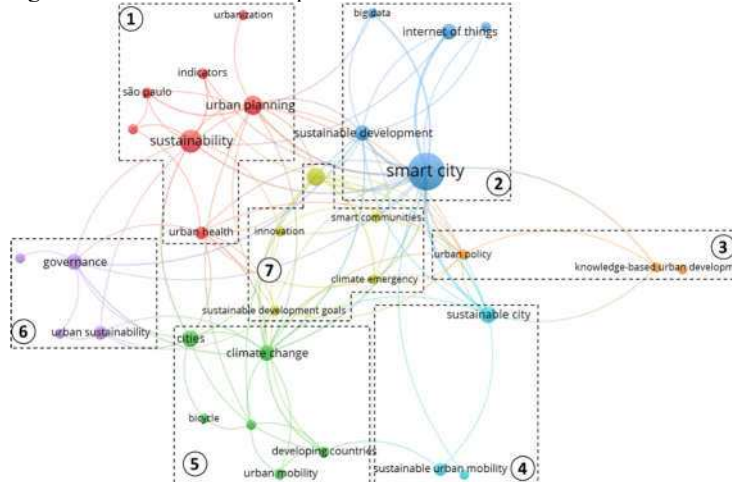 1
urbanization
big data
internet of things
indicators
são paulo
urban planning
sustainability
sustainable development
smart city
2
urban health
innovation
smart communities
7
climate emergency
sustainable development goals
3
urban policy
knowledge-based urban developm
governance
6
urban sustainability
cities
climate change
sustainable city
bicycle
developing countries
5
urban mobility
sustainable urban mobility
4